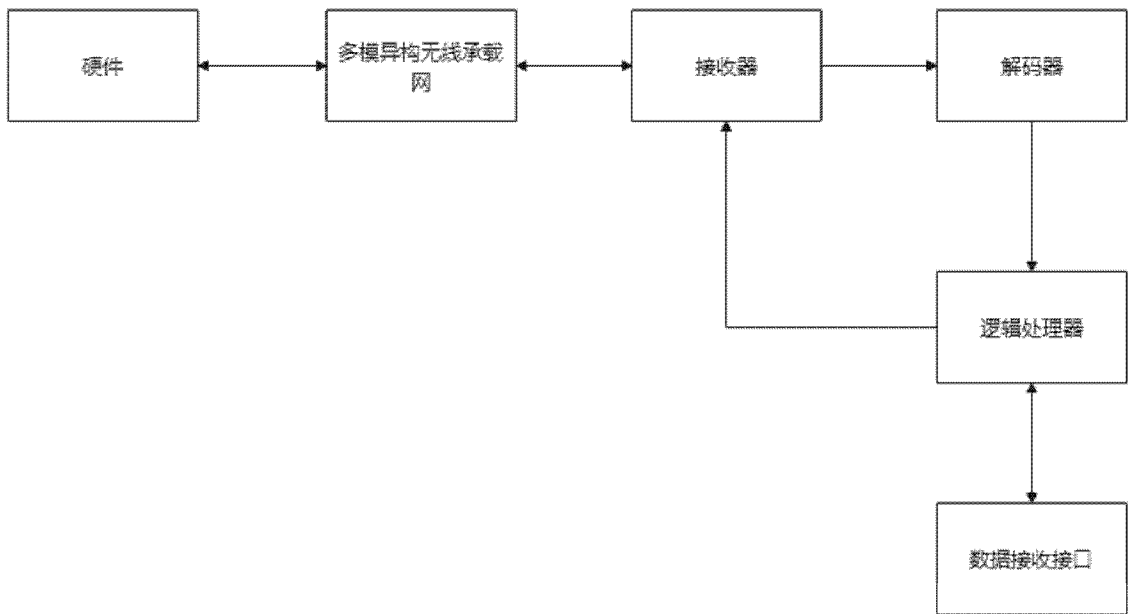 硬件
多模异构无线承载
网
接收器
解码器
逻辑处理器
数据接收接口